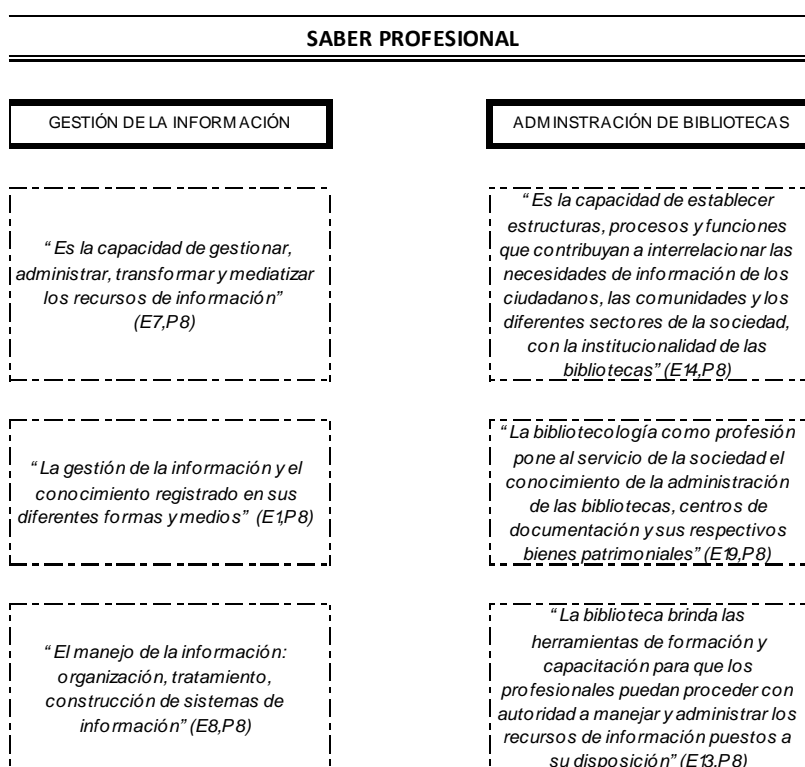 SABER PROFESIONAL
GESTIÓN DE LA INFORMACIÓN
“Es la capacidad de gestionar,
administrar, transformar y mediatizar
los recursos de información”
(E7,P8)
“La gestión de la información y el
conocimiento registrado en sus
diferentes formas y medios” (E1,P8)
“El manejo de la información:
organización, tratamiento,
construcción de sistemas de
información” (E8,P8)
ADMINSTRACIÓN DE BIBLIOTECAS
“Es la capacidad de establecer
estructuras, procesos y funciones
que contribuyan a interrelacionar las
necesidades de información de los
ciudadanos, las comunidades y los
diferentes sectores de la sociedad,
con la institucionalidad de las
bibliotecas” (E14,P8)
“La bibliotecología como profesión
pone al servicio de la sociedad el
conocimiento de la administración
de las bibliotecas, centros de
documentación y sus respectivos
bienes patrimoniales” (E19,P8)
“La biblioteca brinda las
herramientas de formación y
capacitación para que los
profesionales puedan proceder con
autoridad a manejar y administrar los
recursos de información puestos a
su disposición” (E13,P8)